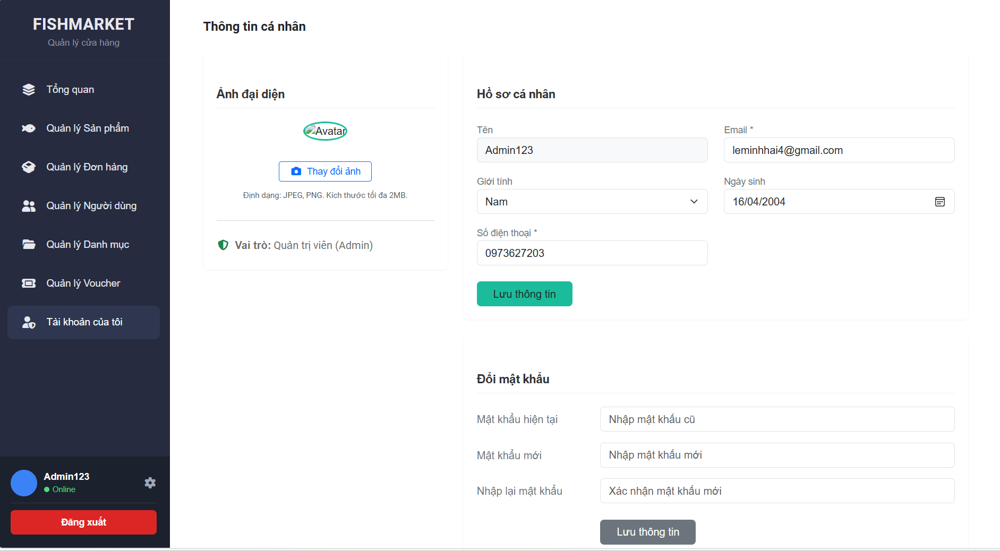 FISHMARKET
Quản lý cửa hàng
Tổng quan
Quản lý Sản phẩm
Quản lý Đơn hàng
Quản lý Người dùng
Quản lý Danh mục
Quản lý Voucher
Tài khoản của tôi
Admin123
Online
Đăng xuất
Thông tin cá nhân
Ảnh đại diện
Avatar
Thay đổi ảnh
Định dạng: JPEG, PNG. Kích thước tối đa 2MB.
Vai trò: Quản trị viên (Admin)
Hồ sơ cá nhân
Tên
Admin123
Email *
leminhhai4@gmail.com
Giới tính
Nam
Ngày sinh
16/04/2004
Số điện thoại *
0973627203
Lưu thông tin
Đổi mật khẩu
Mật khẩu hiện tại
Nhập mật khẩu cũ
Mật khẩu mới
Nhập mật khẩu mới
Nhập lại mật khẩu
Xác nhận mật khẩu mới
Lưu thông tin